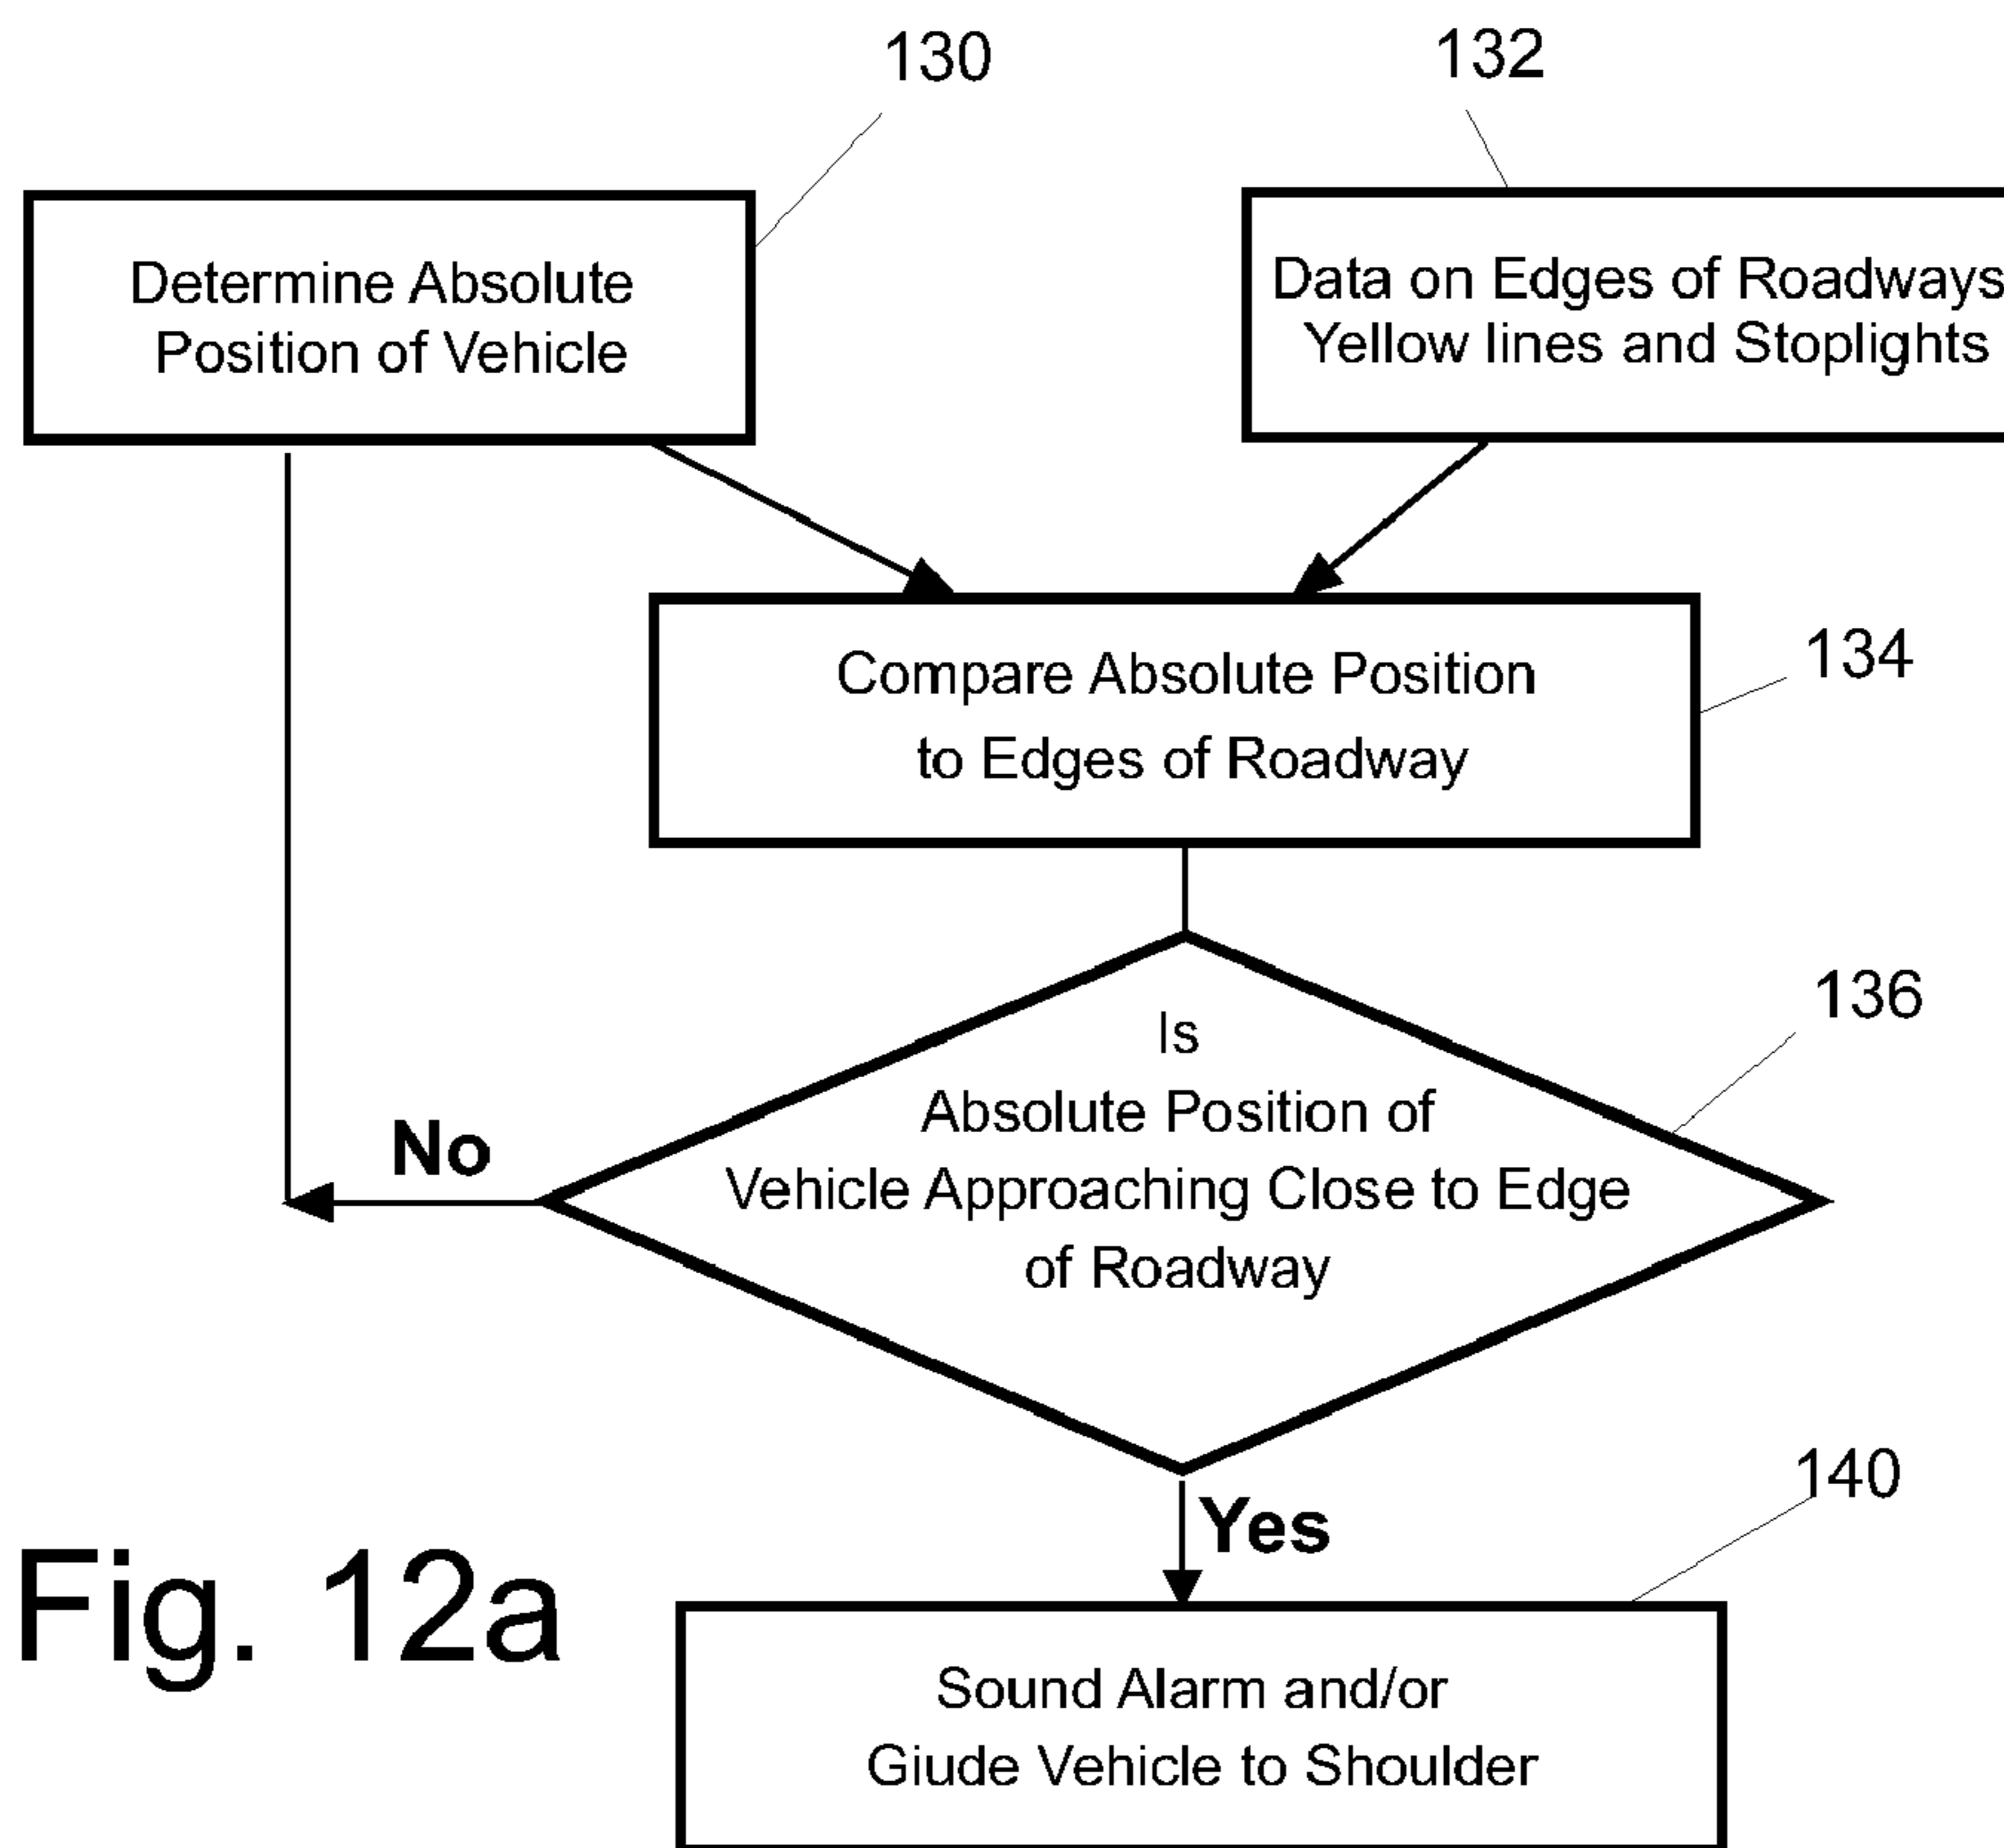 130
132
Determine Absolute
Position of Vehicle
Data on Edges of Roadways
Yellow lines and Stoplights
Compare Absolute Position
to Edges of Roadway
134
Is
Absolute Position of
Vehicle Approaching Close to Edge
of Roadway
136
No
Yes
140
Sound Alarm and/or
Giude Vehicle to Shoulder
Fig. 12a